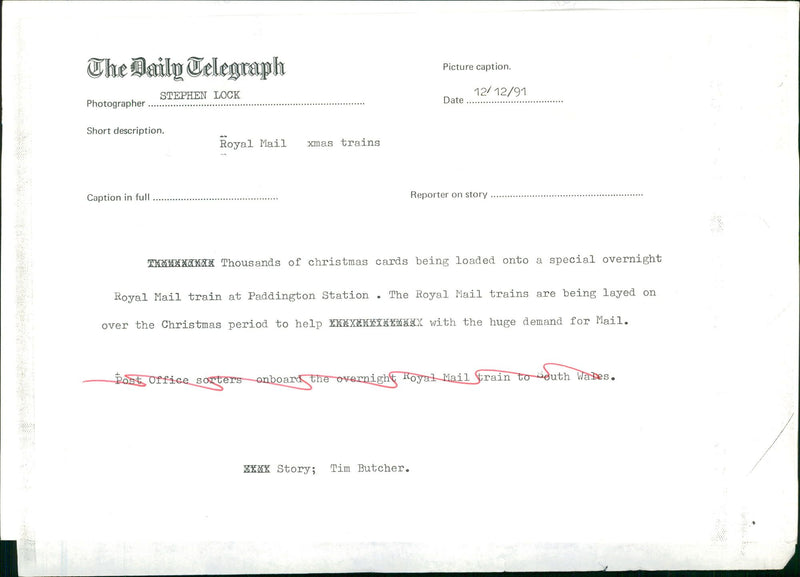 The Daily Telegraph
Picture caption.
Photographer STEPHEN LOCK
Date 12/12/91
Short description.
Royal Mail xmas trains
Caption in full
Reporter on story
Thousands of christmas cards being loaded onto a special overnight
Royal Mail train at Paddington Station . The Royal Mail trains are being layed on
over the Christmas period to help with the huge demand for Mail.
Post Office sorters onboard the overnight Royal Mail train to South Wales.
Story; Tim Butcher.